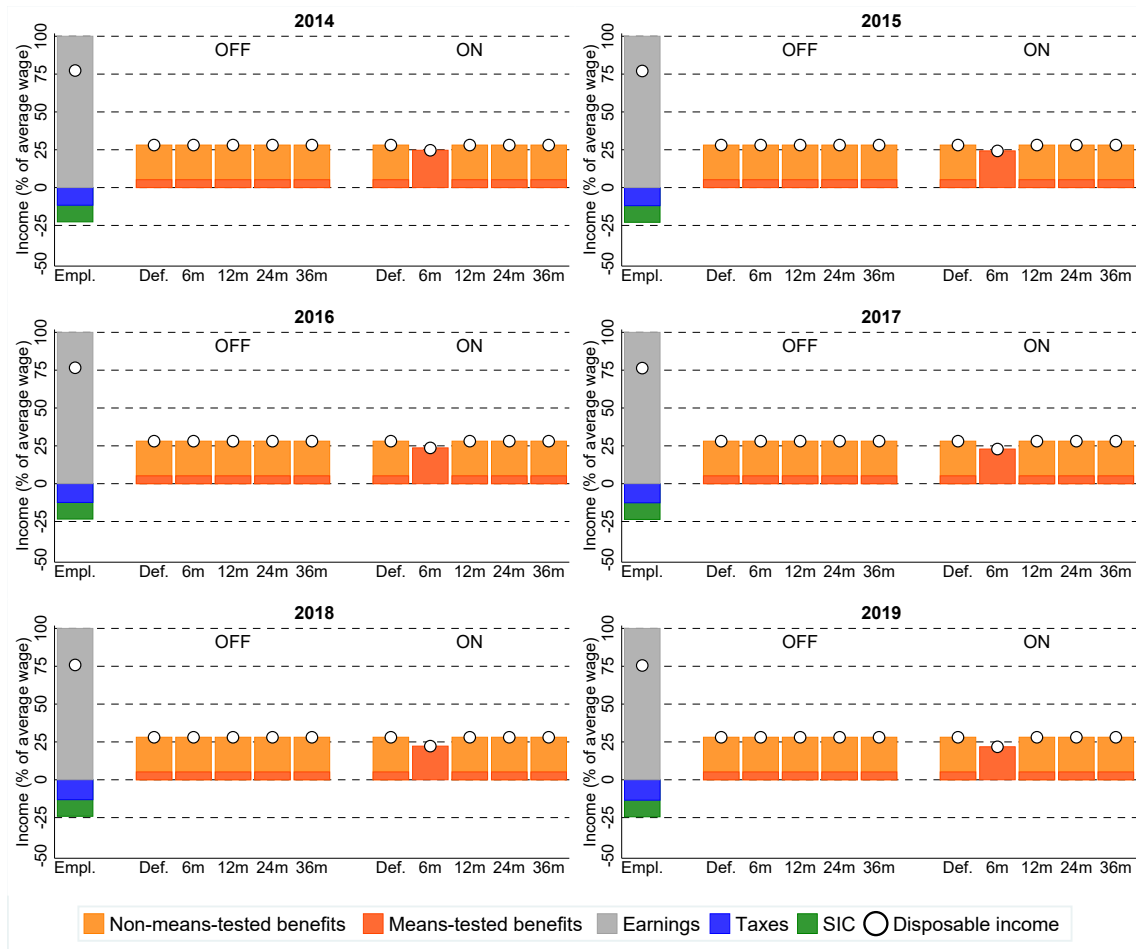 2014
Income (% of average wage)
100
75
50
25
0
-25
-50
OFF
ON
Empl. Def. 6m 12m 24m 36m Def. 6m 12m 24m 36m
2015
Income (% of average wage)
100
75
50
25
0
-25
-50
OFF
ON
Empl. Def. 6m 12m 24m 36m Def. 6m 12m 24m 36m
2016
Income (% of average wage)
100
75
50
25
0
-25
-50
OFF
ON
Empl. Def. 6m 12m 24m 36m Def. 6m 12m 24m 36m
2017
Income (% of average wage)
100
75
50
25
0
-25
-50
OFF
ON
Empl. Def. 6m 12m 24m 36m Def. 6m 12m 24m 36m
2018
Income (% of average wage)
100
75
50
25
0
-25
-50
OFF
ON
Empl. Def. 6m 12m 24m 36m Def. 6m 12m 24m 36m
2019
Income (% of average wage)
100
75
50
25
0
-25
-50
OFF
ON
Empl. Def. 6m 12m 24m 36m Def. 6m 12m 24m 36m
Non-means-tested benefits Means-tested benefits Earnings Taxes SIC Disposable income